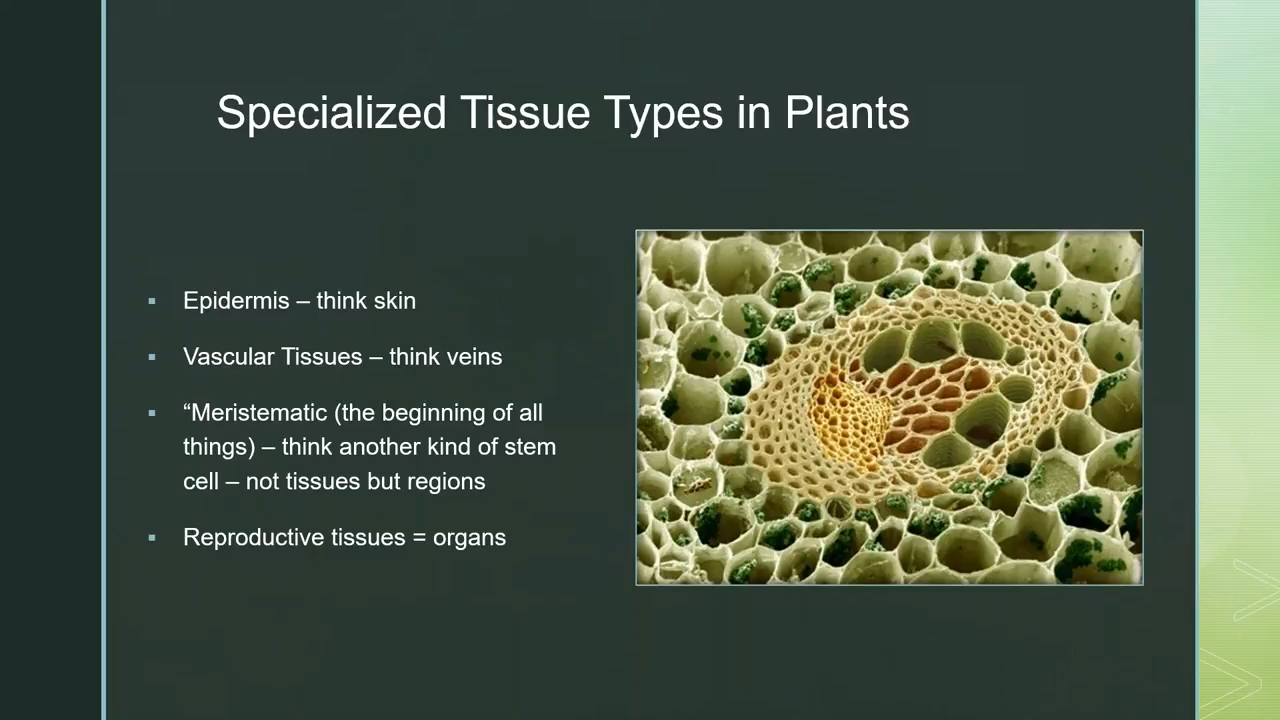 Specialized Tissue Types in Plants
▪ Epidermis – think skin
▪ Vascular Tissues – think veins
▪ “Meristematic (the beginning of all
things) – think another kind of stem
cell – not tissues but regions
▪ Reproductive tissues = organs